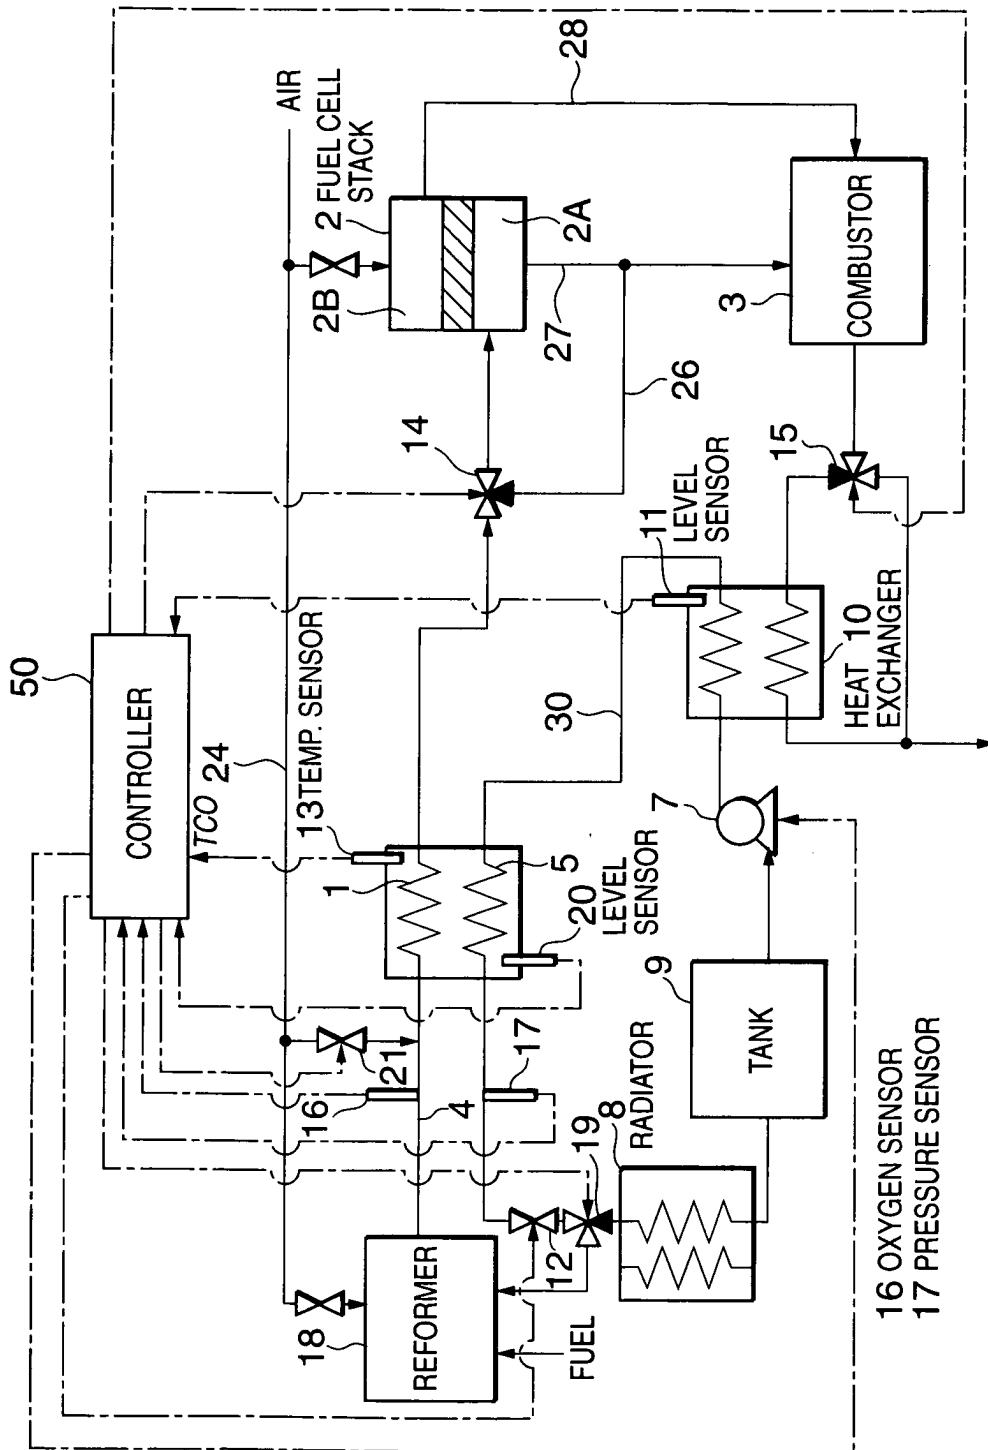 50
CONTROLLER
TCO
24
13 TEMP. SENSOR
AIR
2 FUEL CELL
STACK
2B
2A
28
27
26
14
1
5
20
LEVEL
SENSOR
30
11
LEVEL
SENSOR
15
3
COMBUSTOR
10
HEAT
EXCHANGER
7
9
TANK
RADIATOR
8
19
12
17
21
16
4
18
REFORMER
FUEL
16 OXYGEN SENSOR
17 PRESSURE SENSOR